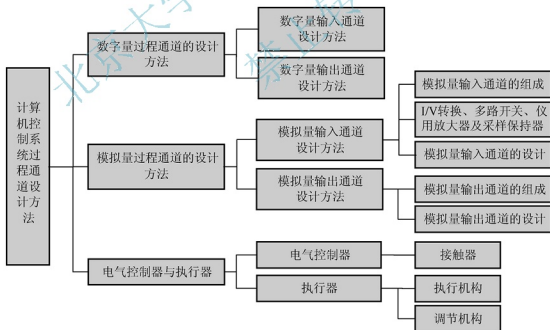 计算
机控
制系
统过
程通
道设
计方
法
数字量过程通道的设计
方法
模拟量过程通道的设计
方法
电气控制器与执行器
数字量输入通道
设计方法
数字量输出通道
设计方法
模拟量输入通道
设计方法
模拟量输出通道
设计方法
电气控制器
执行器
模拟量输入通道的组成
I/V转换、多路开关、仪
用放大器及采样保持器
模拟量输入通道的设计
模拟量输出通道的组成
模拟量输出通道的设计
接触器
执行机构
调节机构
北京大学
禁止转